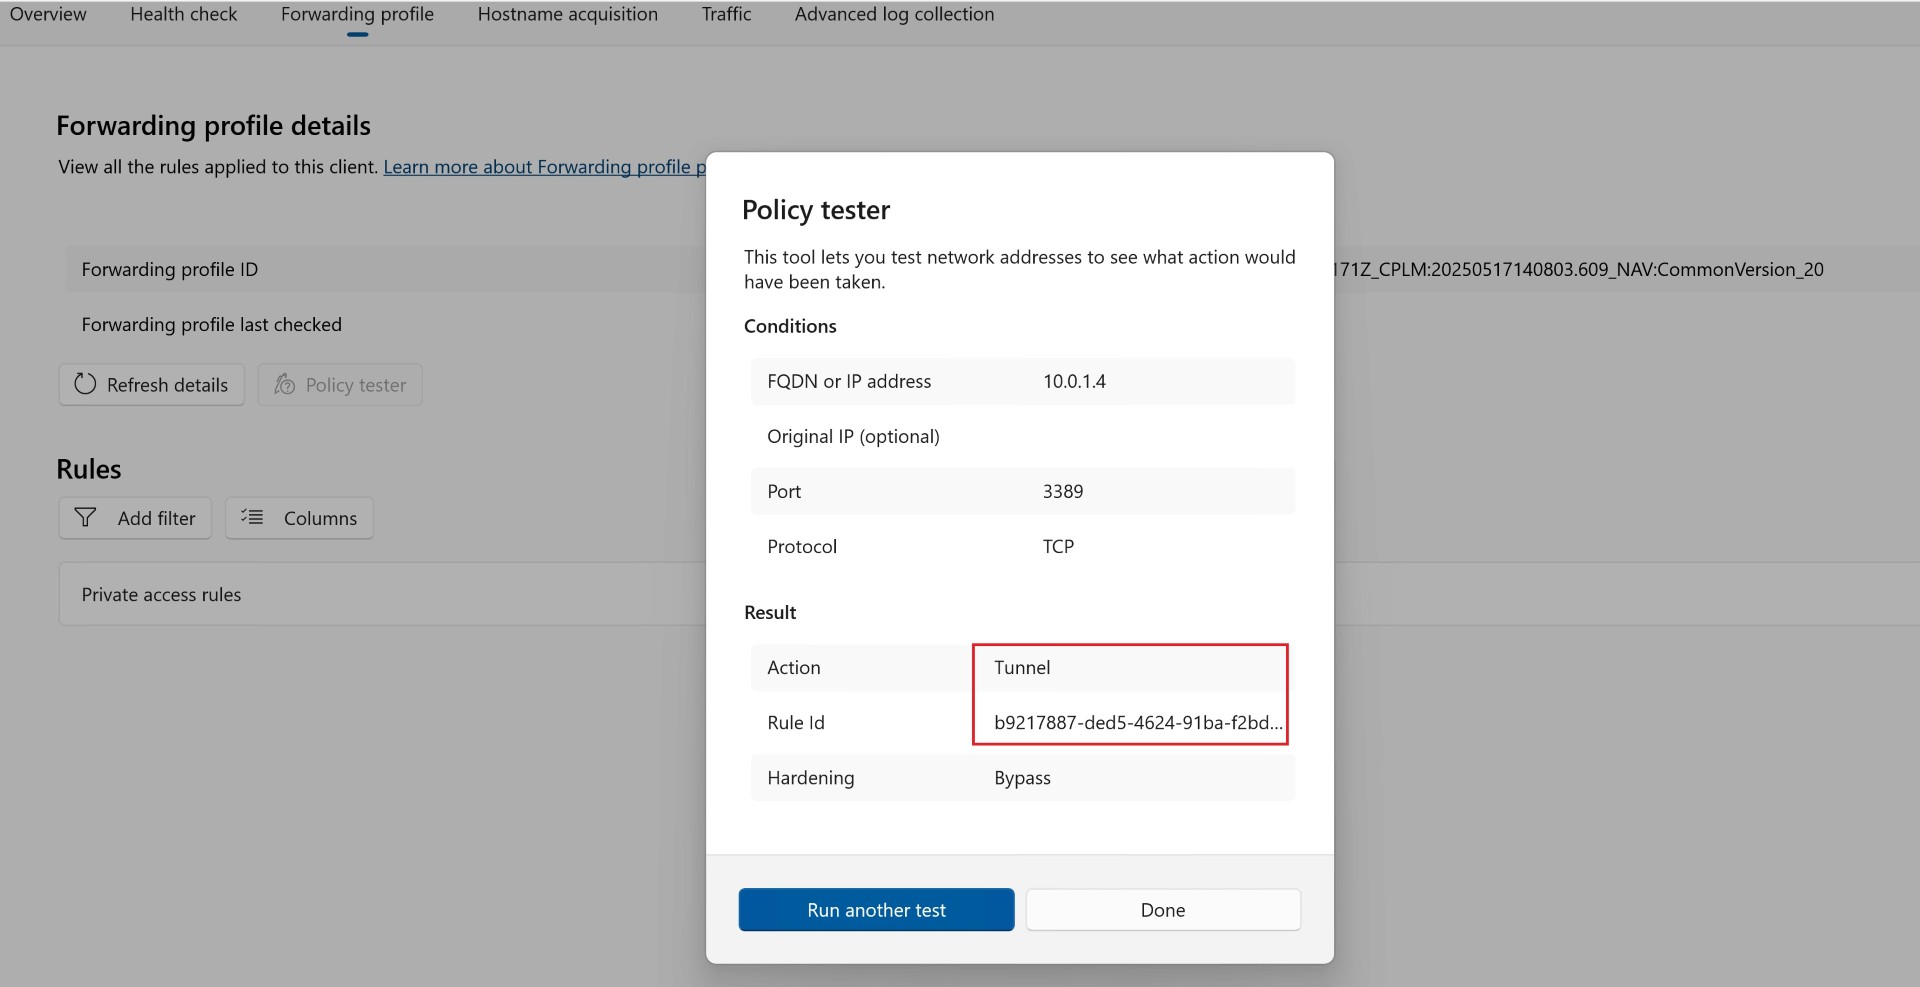 Overview Health check Forwarding profile Hostname acquisition Traffic Advanced log collection
Forwarding profile details
View all the rules applied to this client. Learn more about Forwarding profile p
Forwarding profile ID
171Z_CPLM:20250517140803.609_NAV:CommonVersion_20
Forwarding profile last checked
Refresh details Policy tester
Rules
Add filter Columns
Private access rules
Policy tester
This tool lets you test network addresses to see what action would
have been taken.
Conditions
FQDN or IP address 10.0.1.4
Original IP (optional)
Port 3389
Protocol TCP
Result
Action Tunnel
Rule Id b9217887-ded5-4624-91ba-f2bd...
Hardening Bypass
Run another test Done